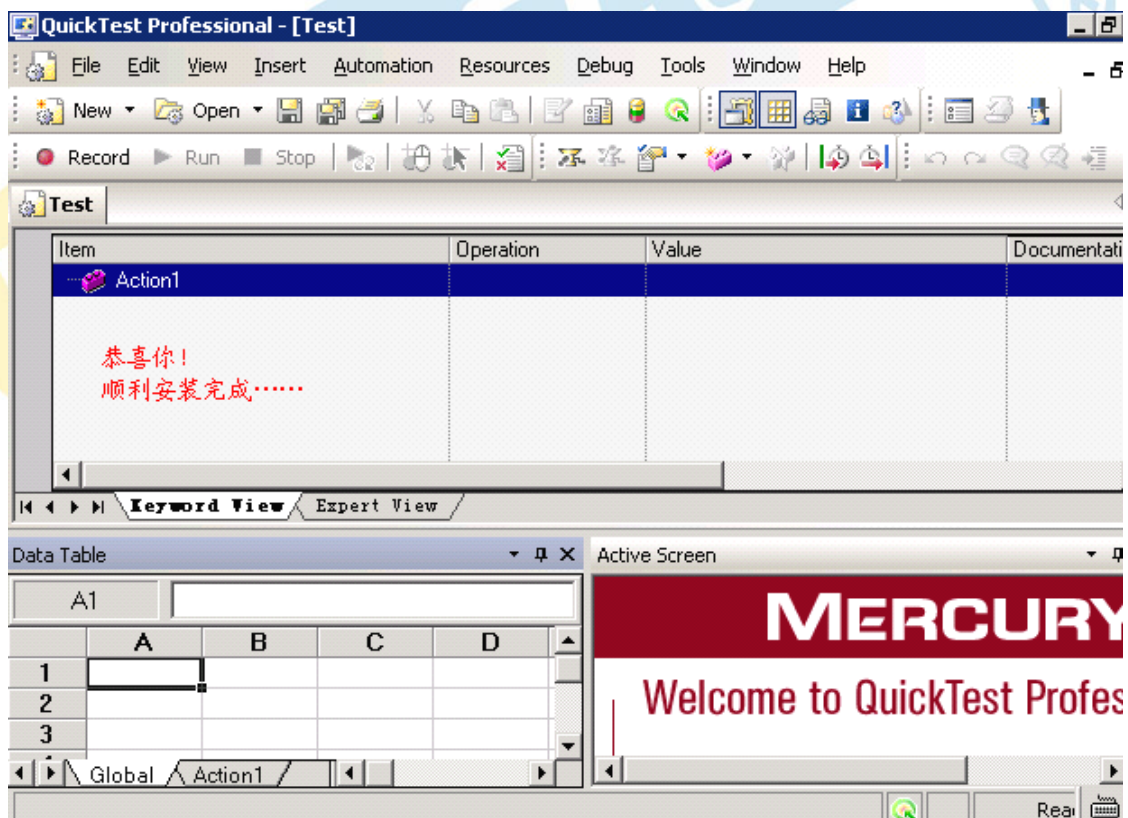 QuickTest Professional - [Test]
File Edit View Insert Automation Resources Debug Tools Window Help
New Open
Record Run Stop
Test
Item Operation Value Documentati
Action1
恭喜你!
顺利安装完成……
Keyword View Expert View
Data Table Active Screen
A1
MERCURY
A B C D
1
2
3
Welcome to QuickTest Profes
Global Action1
Rea